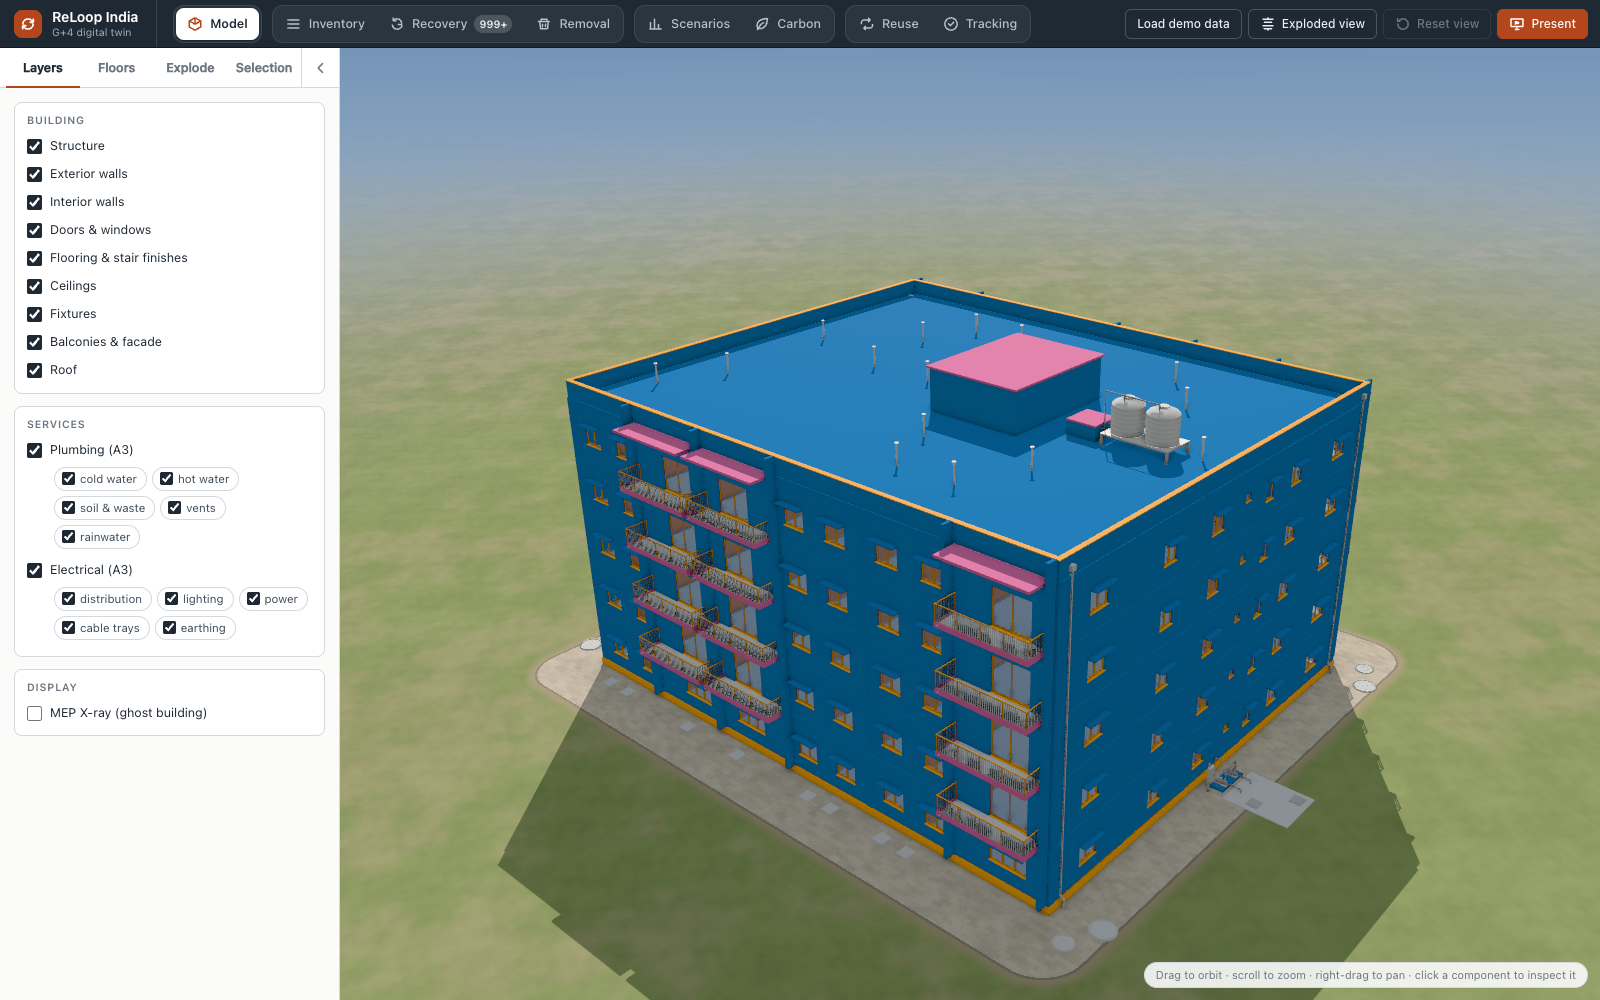 ReLoop India
G+4 digital twin
Model
Inventory
Recovery 999+
Removal
Scenarios
Carbon
Reuse
Tracking
Load demo data
Exploded view
Reset view
Present
Layers
Floors
Explode
Selection
BUILDING
Structure
Exterior walls
Interior walls
Doors & windows
Flooring & stair finishes
Ceilings
Fixtures
Balconies & facade
Roof
SERVICES
Plumbing (A3)
cold water
hot water
soil & waste
vents
rainwater
Electrical (A3)
distribution
lighting
power
cable trays
earthing
DISPLAY
MEP X-ray (ghost building)
Drag to orbit · scroll to zoom · right-drag to pan · click a component to inspect it